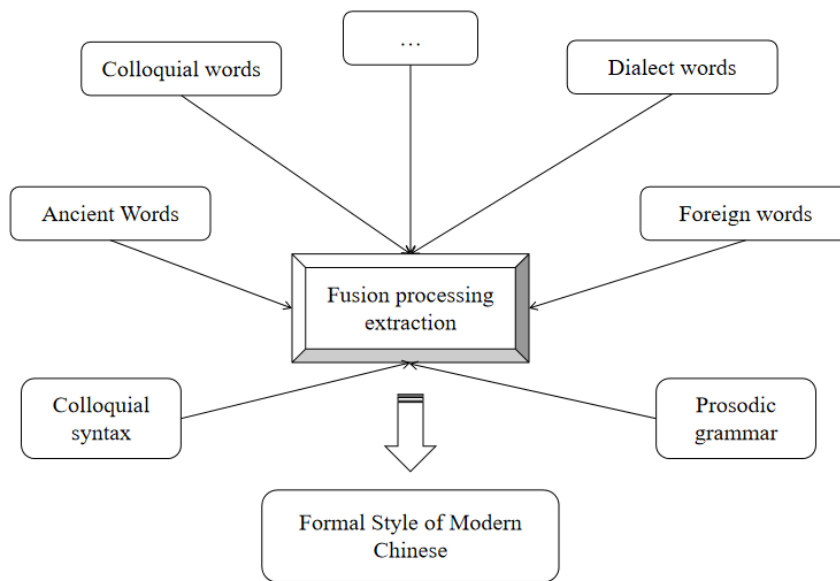 …
Colloquial words
Dialect words
Ancient Words
Foreign words
Fusion processing
extraction
Colloquial
syntax
Prosodic
grammar
Formal Style of Modern
Chinese